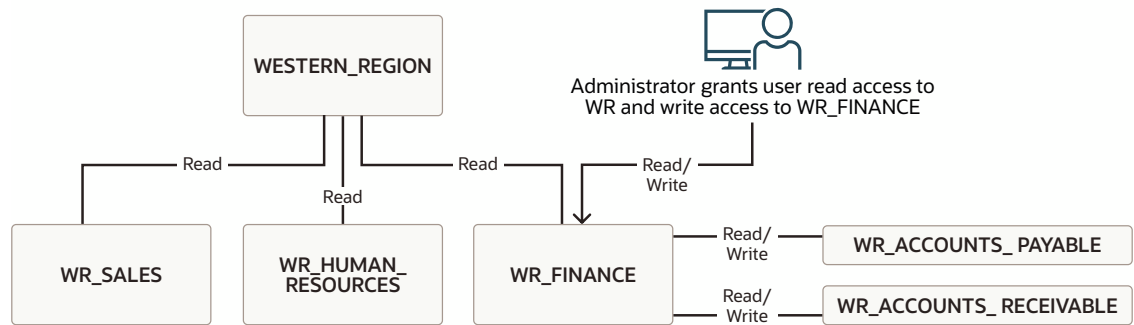 WESTERN_REGION
Administrator grants user read access to
WR and write access to WR_FINANCE
Read
Read
Read
Read/
Write
WR_SALES
WR_HUMAN_
RESOURCES
WR_FINANCE
Read/
Write
WR_ACCOUNTS_ PAYABLE
Read/
Write
WR_ACCOUNTS_ RECEIVABLE